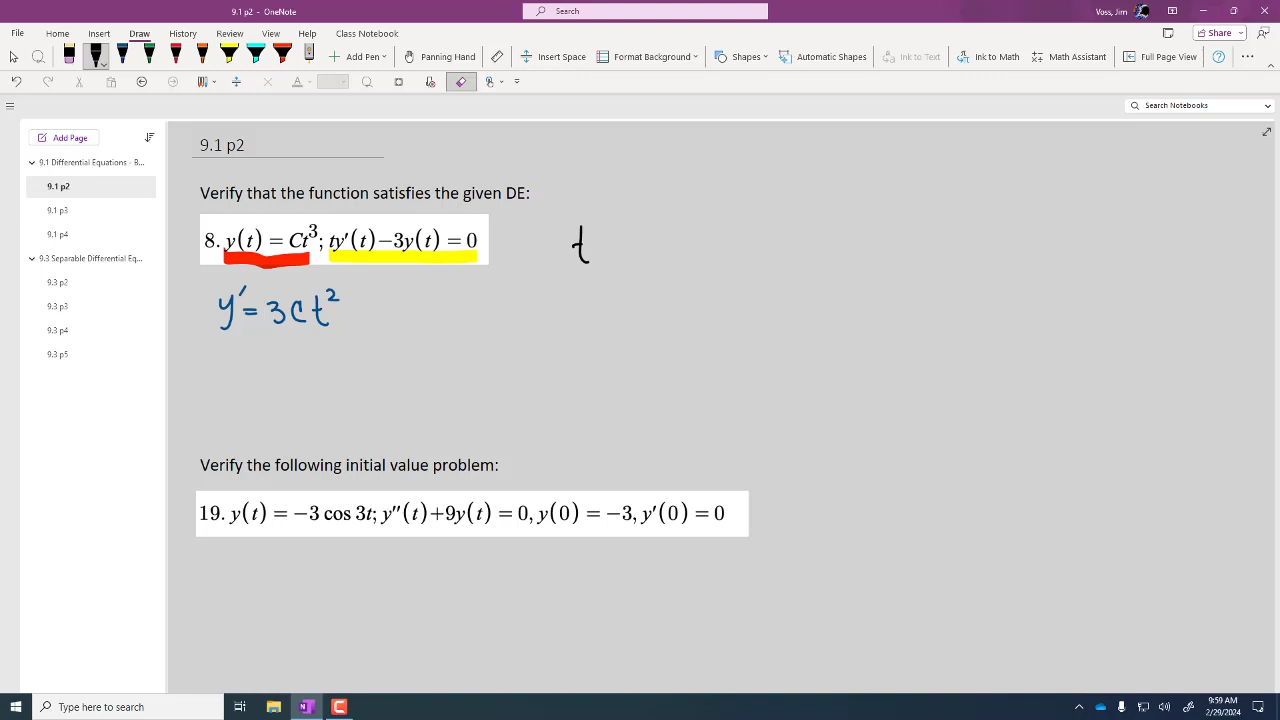 9.1 p2 - OneNote
Search
Voss, Jim
File Insert Draw History Review View Help Class Notebook
Share
Add Pen
Panning Hand
Insert Space
Format Background
Shapes
Automatic Shapes
Ink to Text
Ink to Math
Math Assistant
Full Page View
Search Notebooks
Add Page
9.1 Differential Equations - B...
9.1 p2
9.1 p3
9.1 p4
9.3 Separable Differential Eq...
9.3 p2
9.3 p3
9.3 p4
9.3 p5
9.1 p2
Verify that the function satisfies the given DE:
8. y(t) = Ct³; ty′(t)−3y(t) = 0
t
y′ = 3Ct²
Verify the following initial value problem:
19. y(t) = −3 cos 3t; y″(t)+9y(t) = 0, y(0) = −3, y′(0) = 0
Type here to search
9:59 AM
2/29/2024